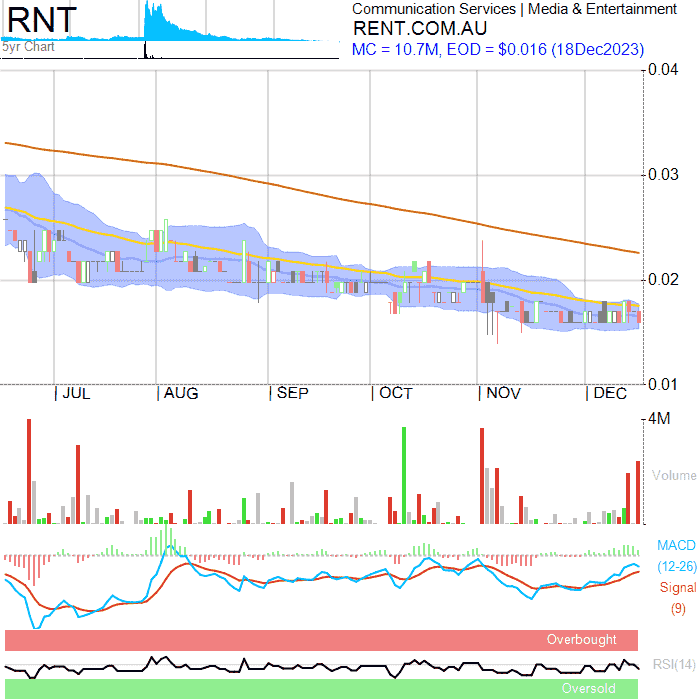 RNT
5yr Chart
Communication Services | Media & Entertainment
RENT.COM.AU
MC = 10.7M, EOD = $0.016 (18Dec2023)
0.04
0.03
0.02
0.01
JUL
AUG
SEP
OCT
NOV
DEC
4M
Volume
MACD
(12-26)
Signal
(9)
Overbought
RSI(14)
Oversold